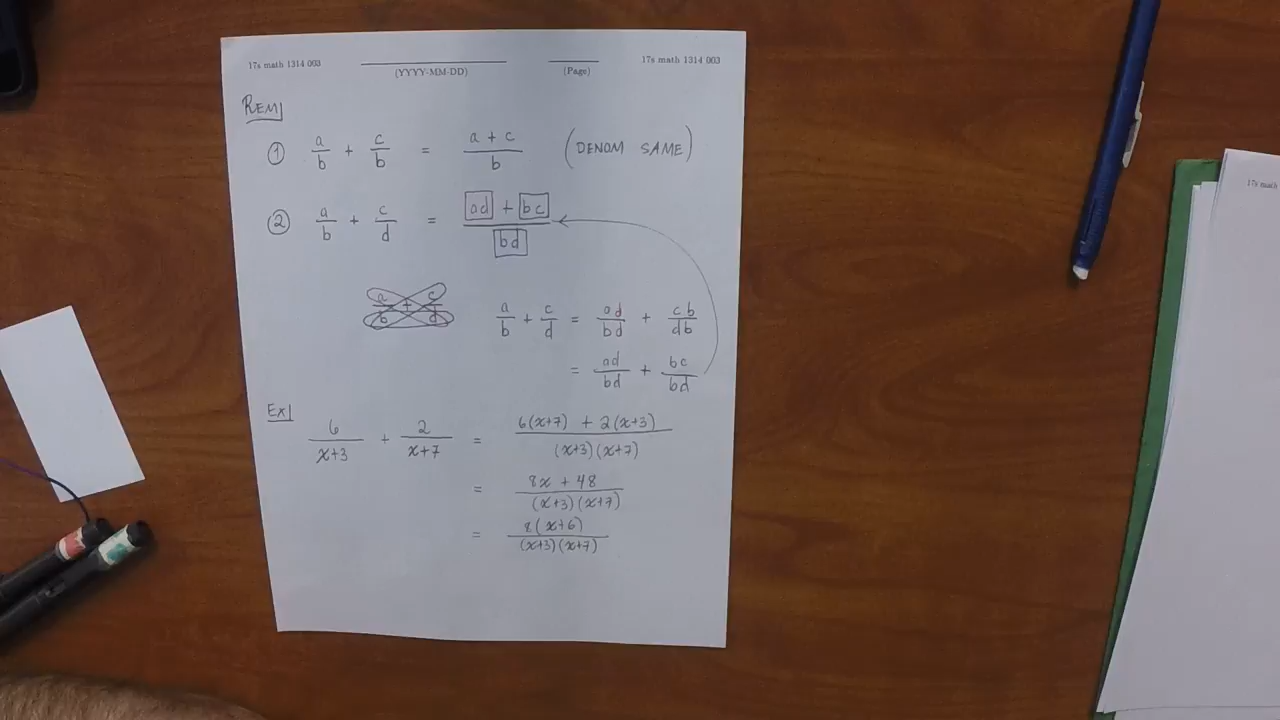 17s math 1314 003 (YYYY-MM-DD) (Page) 17s math 1314 003
REM
① a/b + c/b = (a + c)/b (DENOM SAME)
② a/b + c/d = (ad + bc)/bd
a/b + c/d
a/b + c/d = ad/bd + cb/db
= ad/bd + bc/bd
EX
6/(x+3) + 2/(x+7) = (6(x+7) + 2(x+3))/((x+3)(x+7))
= (8x + 48)/((x+3)(x+7))
= 8(x+6)/((x+3)(x+7))
17s math